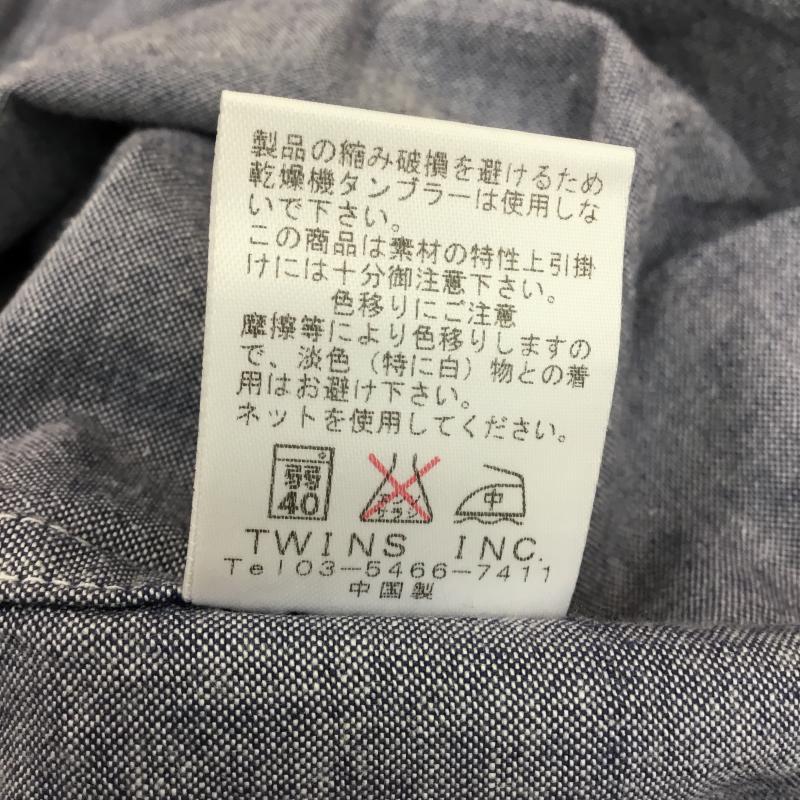 製品の縮み破損を避けるため
乾燥機タンブラーは使用しな
いで下さい。
この商品は素材の特性上引掛
けには十分御注意下さい。
色移りにご注意
摩擦等により色移りしますの
で、淡色（特に白）物との着
用はお避け下さい。
ネットを使用してください。
弱
40
エンソ
サラシ
中
TWINS INC.
Tel03-5466-7411
中国製